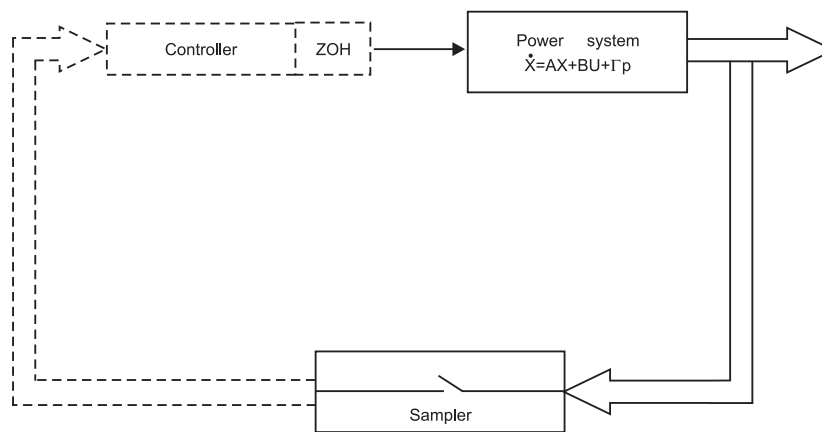 Controller
ZOH
Power system
Ẋ=AX+BU+Γp
Sampler